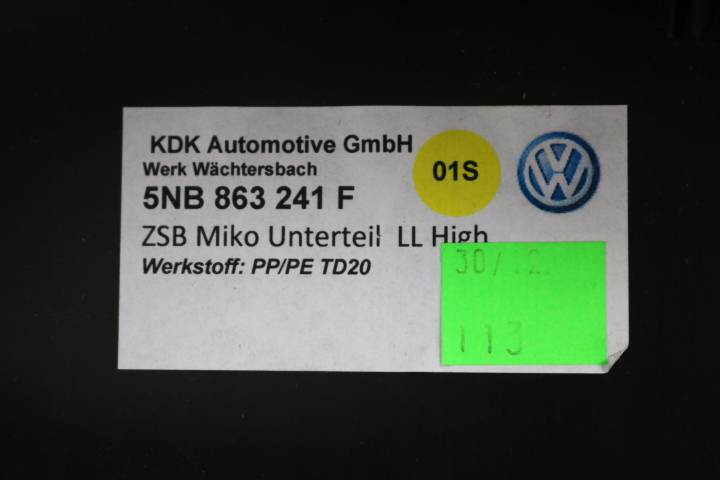 KDK Automotive GmbH
Werk Wächtersbach
01S
5NB 863 241 F
ZSB Miko Unterteil LL High
Werkstoff: PP/PE TD20
30/12.
113